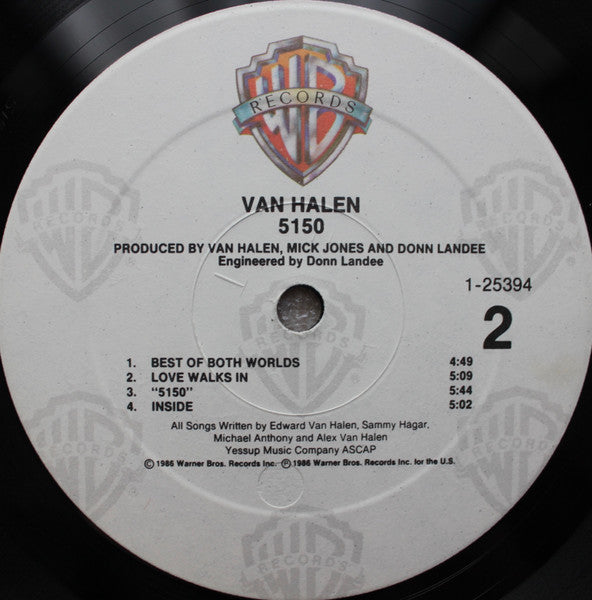 WB
RECORDS
VAN HALEN
5150
PRODUCED BY VAN HALEN, MICK JONES AND DONN LANDEE
Engineered by Donn Landee
1-25394
2
1. BEST OF BOTH WORLDS 4:49
2. LOVE WALKS IN 5:09
3. "5150" 5:44
4. INSIDE 5:02
All Songs Written by Edward Van Halen, Sammy Hagar,
Michael Anthony and Alex Van Halen
Yessup Music Company ASCAP
©1986 Warner Bros. Records Inc. ℗1986 Warner Bros. Records Inc. for the U.S.